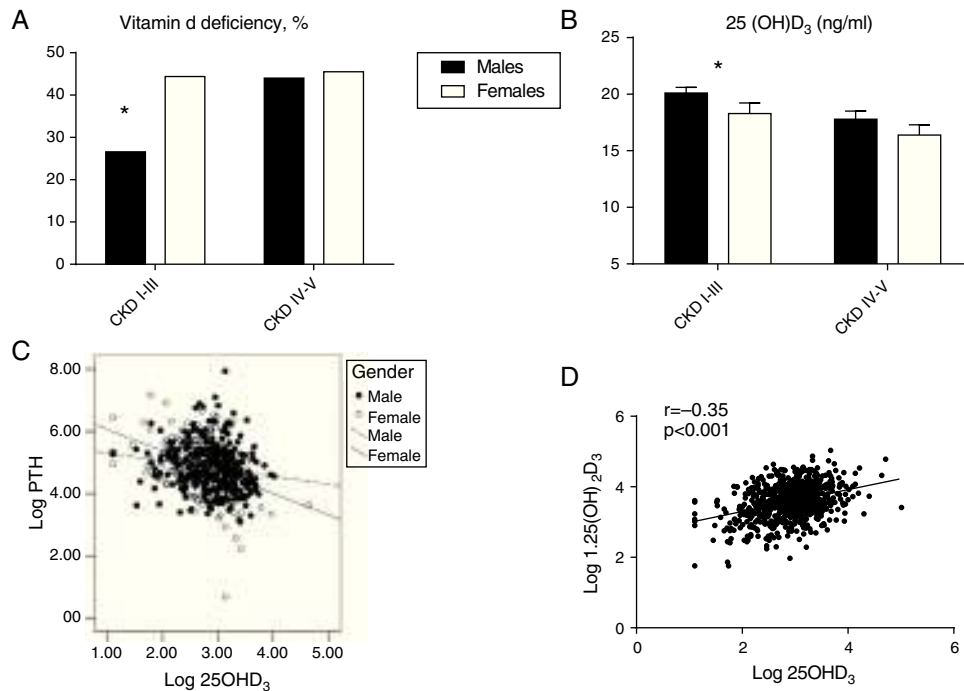 A
Vitamin d deficiency, %
50
40
30
20
10
0
*
CKD I-III
CKD IV-V
Males
Females
B
25 (OH)D₃ (ng/ml)
25
20
15
10
5
*
CKD I-III
CKD IV-V
C
8.00
6.00
4.00
2.00
00
Log PTH
1.00 2.00 3.00 4.00 5.00
Log 25OHD₃
Gender
Male
Female
Male
Female
D
r=–0.35
p<0.001
6
4
2
0
Log 1.25(OH) ₂D₃
0 2 4 6
Log 25OHD₃